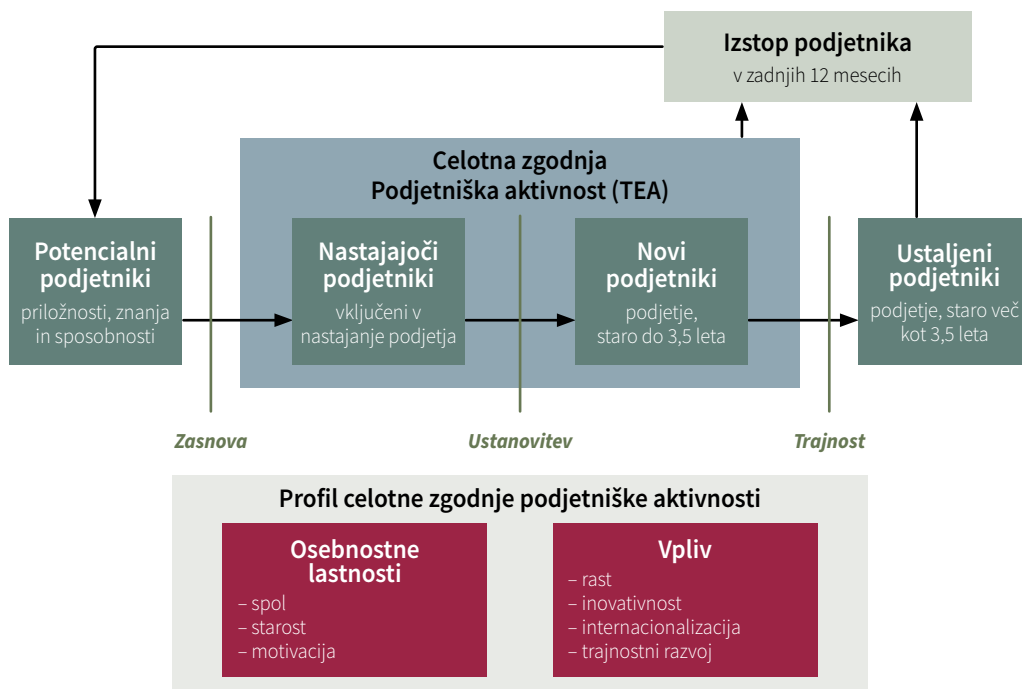 Izstop podjetnika
v zadnjih 12 mesecih
Celotna zgodnja
Podjetniška aktivnost (TEA)
Potencialni
podjetniki
priložnosti, znanja
in sposobnosti
Nastajajoči
podjetniki
vključeni v
nastajanje podjetja
Novi
podjetniki
podjetje,
staro do 3,5 leta
Ustaljeni
podjetniki
podjetje, staro več
kot 3,5 leta
Zasnova
Ustanovitev
Trajnost
Profil celotne zgodnje podjetniške aktivnosti
Osebnostne
lastnosti
– spol
– starost
– motivacija
Vpliv
– rast
– inovativnost
– internacionalizacija
– trajnostni razvoj